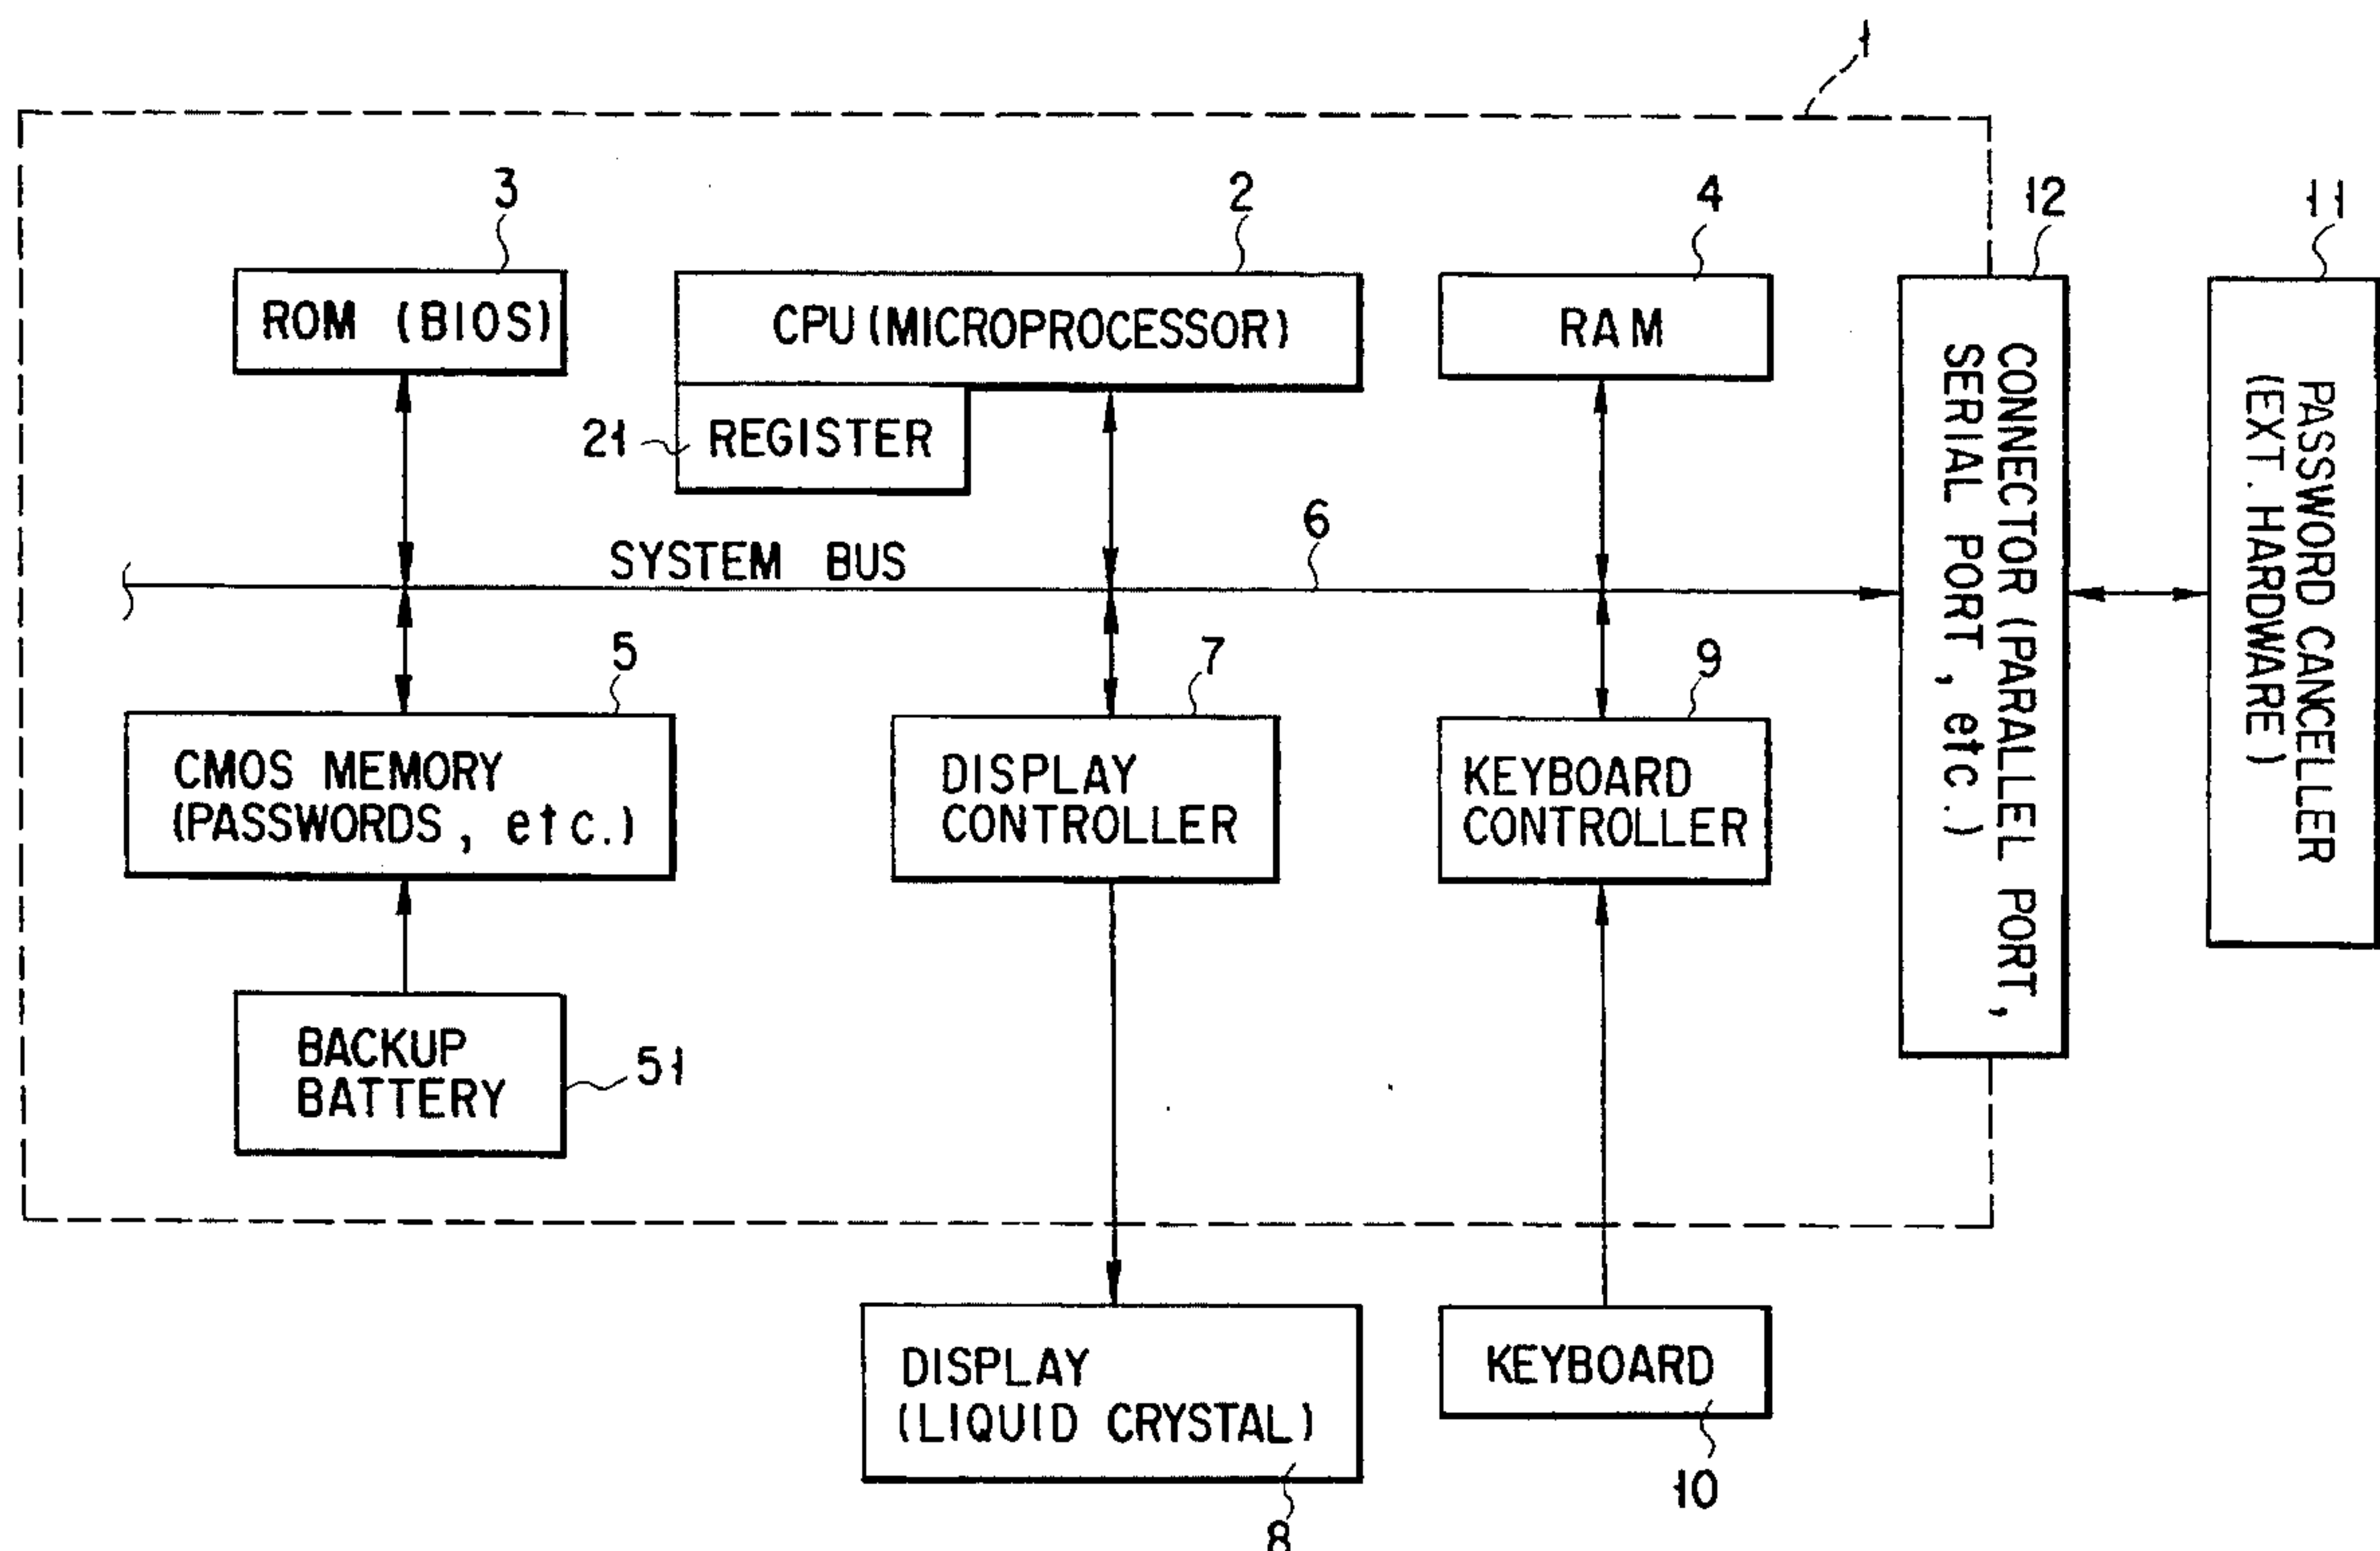 1
3
2
4
12
11
ROM (BIOS)
CPU (MICROPROCESSOR)
RAM
21
REGISTER
CONNECTOR (PARALLEL PORT,
SERIAL PORT, etc.)
PASSWORD CANCELLER
(EXT. HARDWARE)
SYSTEM BUS
6
5
7
9
CMOS MEMORY
(PASSWORDS, etc.)
DISPLAY
CONTROLLER
KEYBOARD
CONTROLLER
BACKUP
BATTERY
51
DISPLAY
(LIQUID CRYSTAL)
KEYBOARD
10
8